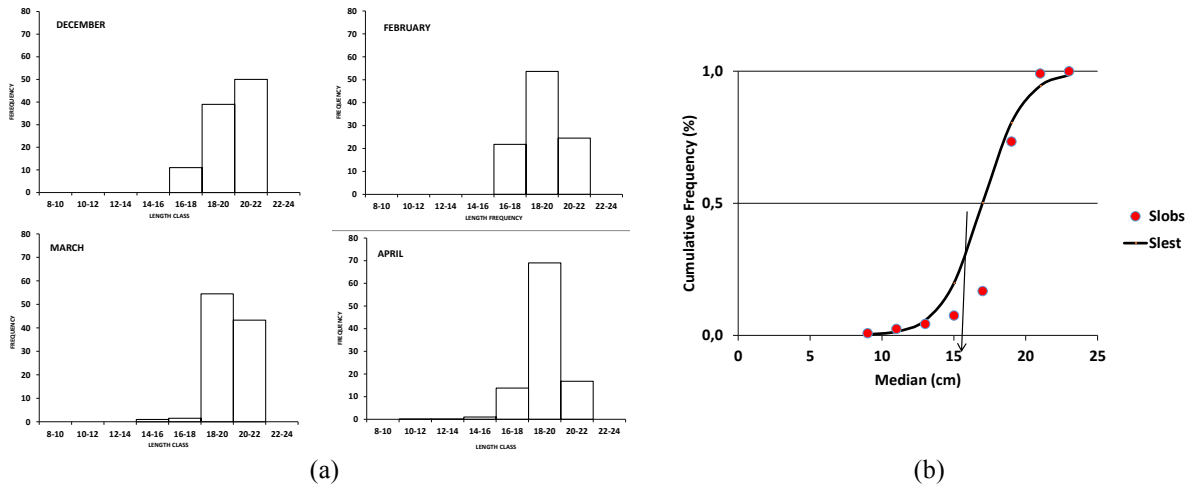 DECEMBER
80
70
60
50
40
30
20
10
0
FEREQUENCY
8-10 10-12 12-14 14-16 16-18 18-20 20-22 22-24
LENGTH CLASS
FEBRUARY
80
70
60
50
40
30
20
10
0
FREQUENCY
8-10 10-12 12-14 14-16 16-18 18-20 20-22 22-24
LENGTH FREQUENCY
MARCH
80
70
60
50
40
30
20
10
0
FREQUENCY
8-10 10-12 12-14 14-16 16-18 18-20 20-22 22-24
LENGTH CLASS
APRIL
80
70
60
50
40
30
20
10
0
FREQUENCY
8-10 10-12 12-14 14-16 16-18 18-20 20-22 22-24
LENGTH CLASS
(a)
1,0
0,5
0,0
Cumulative Frequency (%)
0 5 10 15 20 25
Median (cm)
Slobs
Slest
(b)